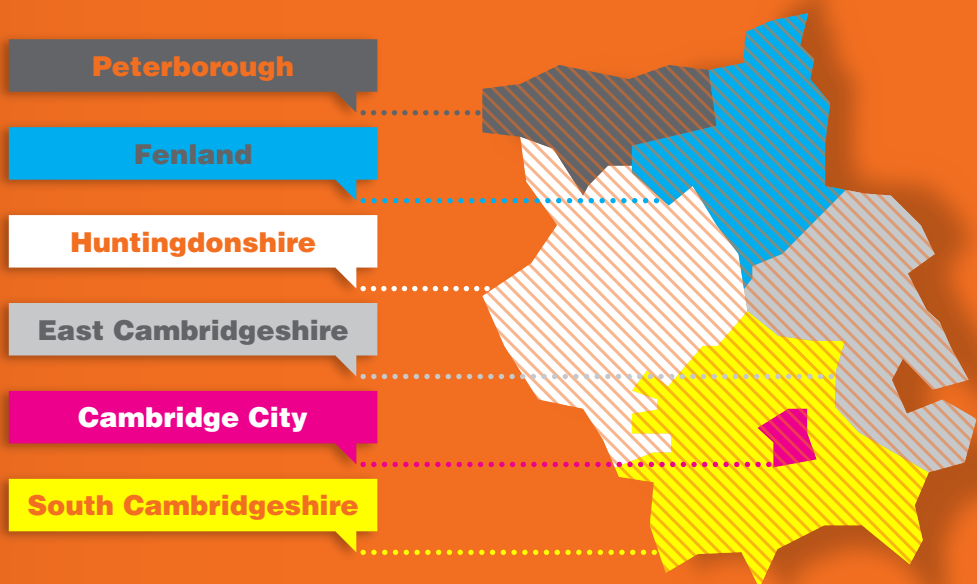 Peterborough
Fenland
Huntingdonshire
East Cambridgeshire
Cambridge City
South Cambridgeshire